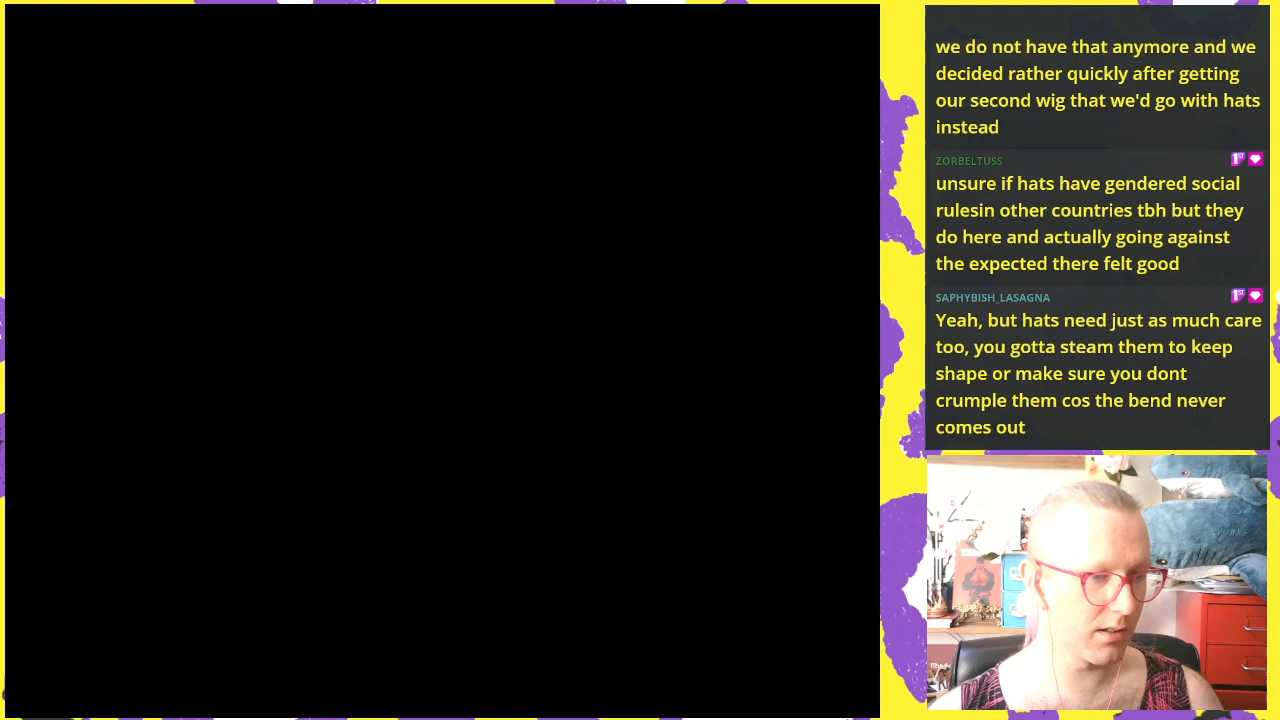 we do not have that anymore and we
decided rather quickly after getting
our second wig that we'd go with hats
instead
ZORBELTUSS
unsure if hats have gendered social
rulesin other countries tbh but they
do here and actually going against
the expected there felt good
SAPHYBISH_LASAGNA
Yeah, but hats need just as much care
too, you gotta steam them to keep
shape or make sure you dont
crumple them cos the bend never
comes out